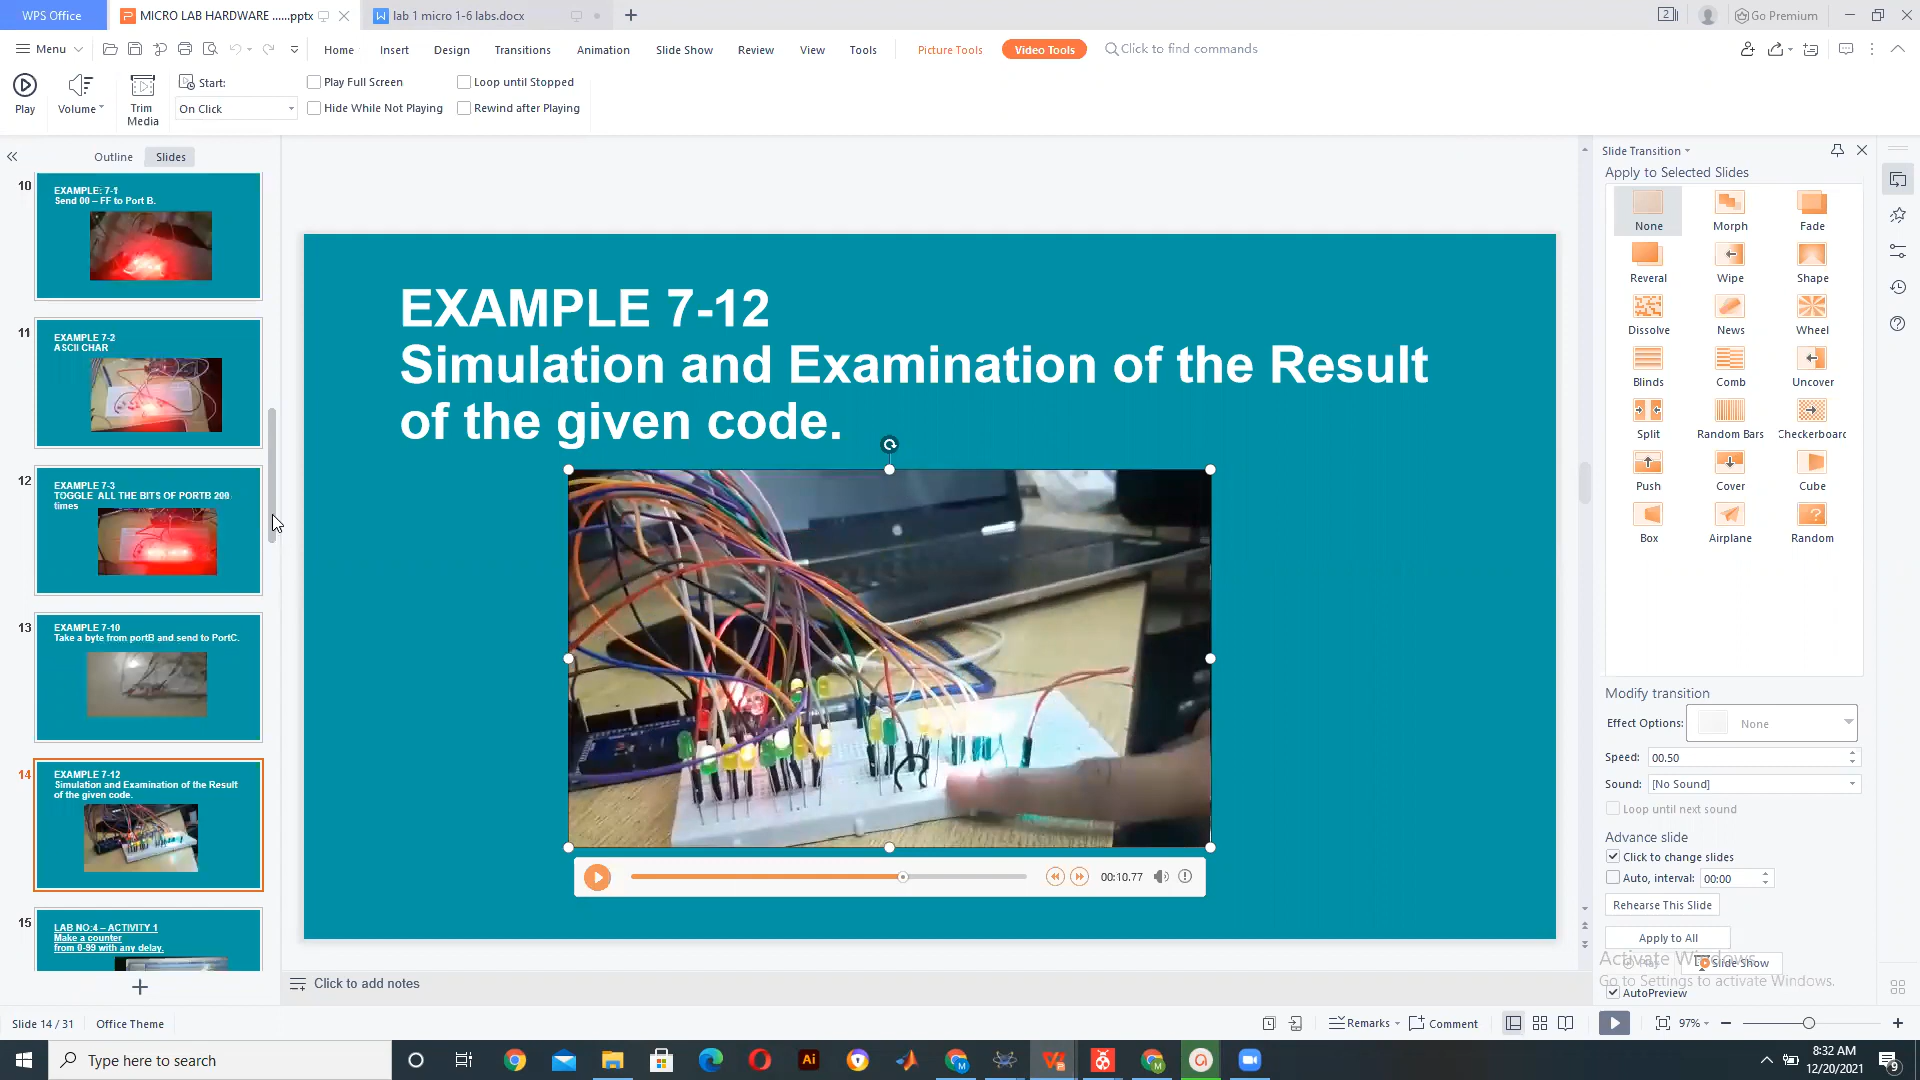 WPS Office
MICRO LAB HARDWARE ......pptx
lab 1 micro 1-6 labs.docx
2
Go Premium
Menu
Home
Insert
Design
Transitions
Animation
Slide Show
Review
View
Tools
Picture Tools
Video Tools
Click to find commands
Play
Volume
Trim
Media
Start:
On Click
Play Full Screen
Hide While Not Playing
Loop until Stopped
Rewind after Playing
Outline
Slides
10
EXAMPLE: 7-1
Send 00 – FF to Port B.
11
EXAMPLE 7-2
ASCII CHAR
12
EXAMPLE 7-3
TOGGLE ALL THE BITS OF PORTB 200
times
13
EXAMPLE 7-10
Take a byte from portB and send to PortC.
14
EXAMPLE 7-12
Simulation and Examination of the Result
of the given code.
15
LAB NO:4 – ACTIVITY 1
Make a counter
from 0-99 with any delay.
EXAMPLE 7-12
Simulation and Examination of the Result
of the given code.
00:10.77
Click to add notes
Slide Transition
Apply to Selected Slides
None
Morph
Fade
Reveral
Wipe
Shape
Dissolve
News
Wheel
Blinds
Comb
Uncover
Split
Random Bars
Checkerboard
Push
Cover
Cube
Box
Airplane
Random
Modify transition
Effect Options:
None
Speed:
00.50
Sound:
[No Sound]
Loop until next sound
Advance slide
Click to change slides
Auto, interval:
00:00
Rehearse This Slide
Apply to All
Play
Slide Show
AutoPreview
Activate Windows
Go to Settings to activate Windows.
Slide 14 / 31
Office Theme
Remarks
Comment
97%
Type here to search
8:32 AM
12/20/2021
9